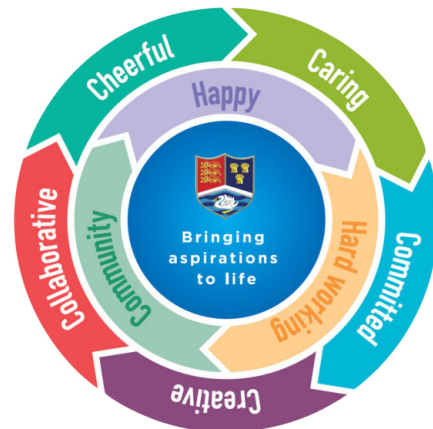 Cheerful
Caring
Committed
Creative
Collaborative
Happy
Hard working
Community
Bringing
aspirations
to life